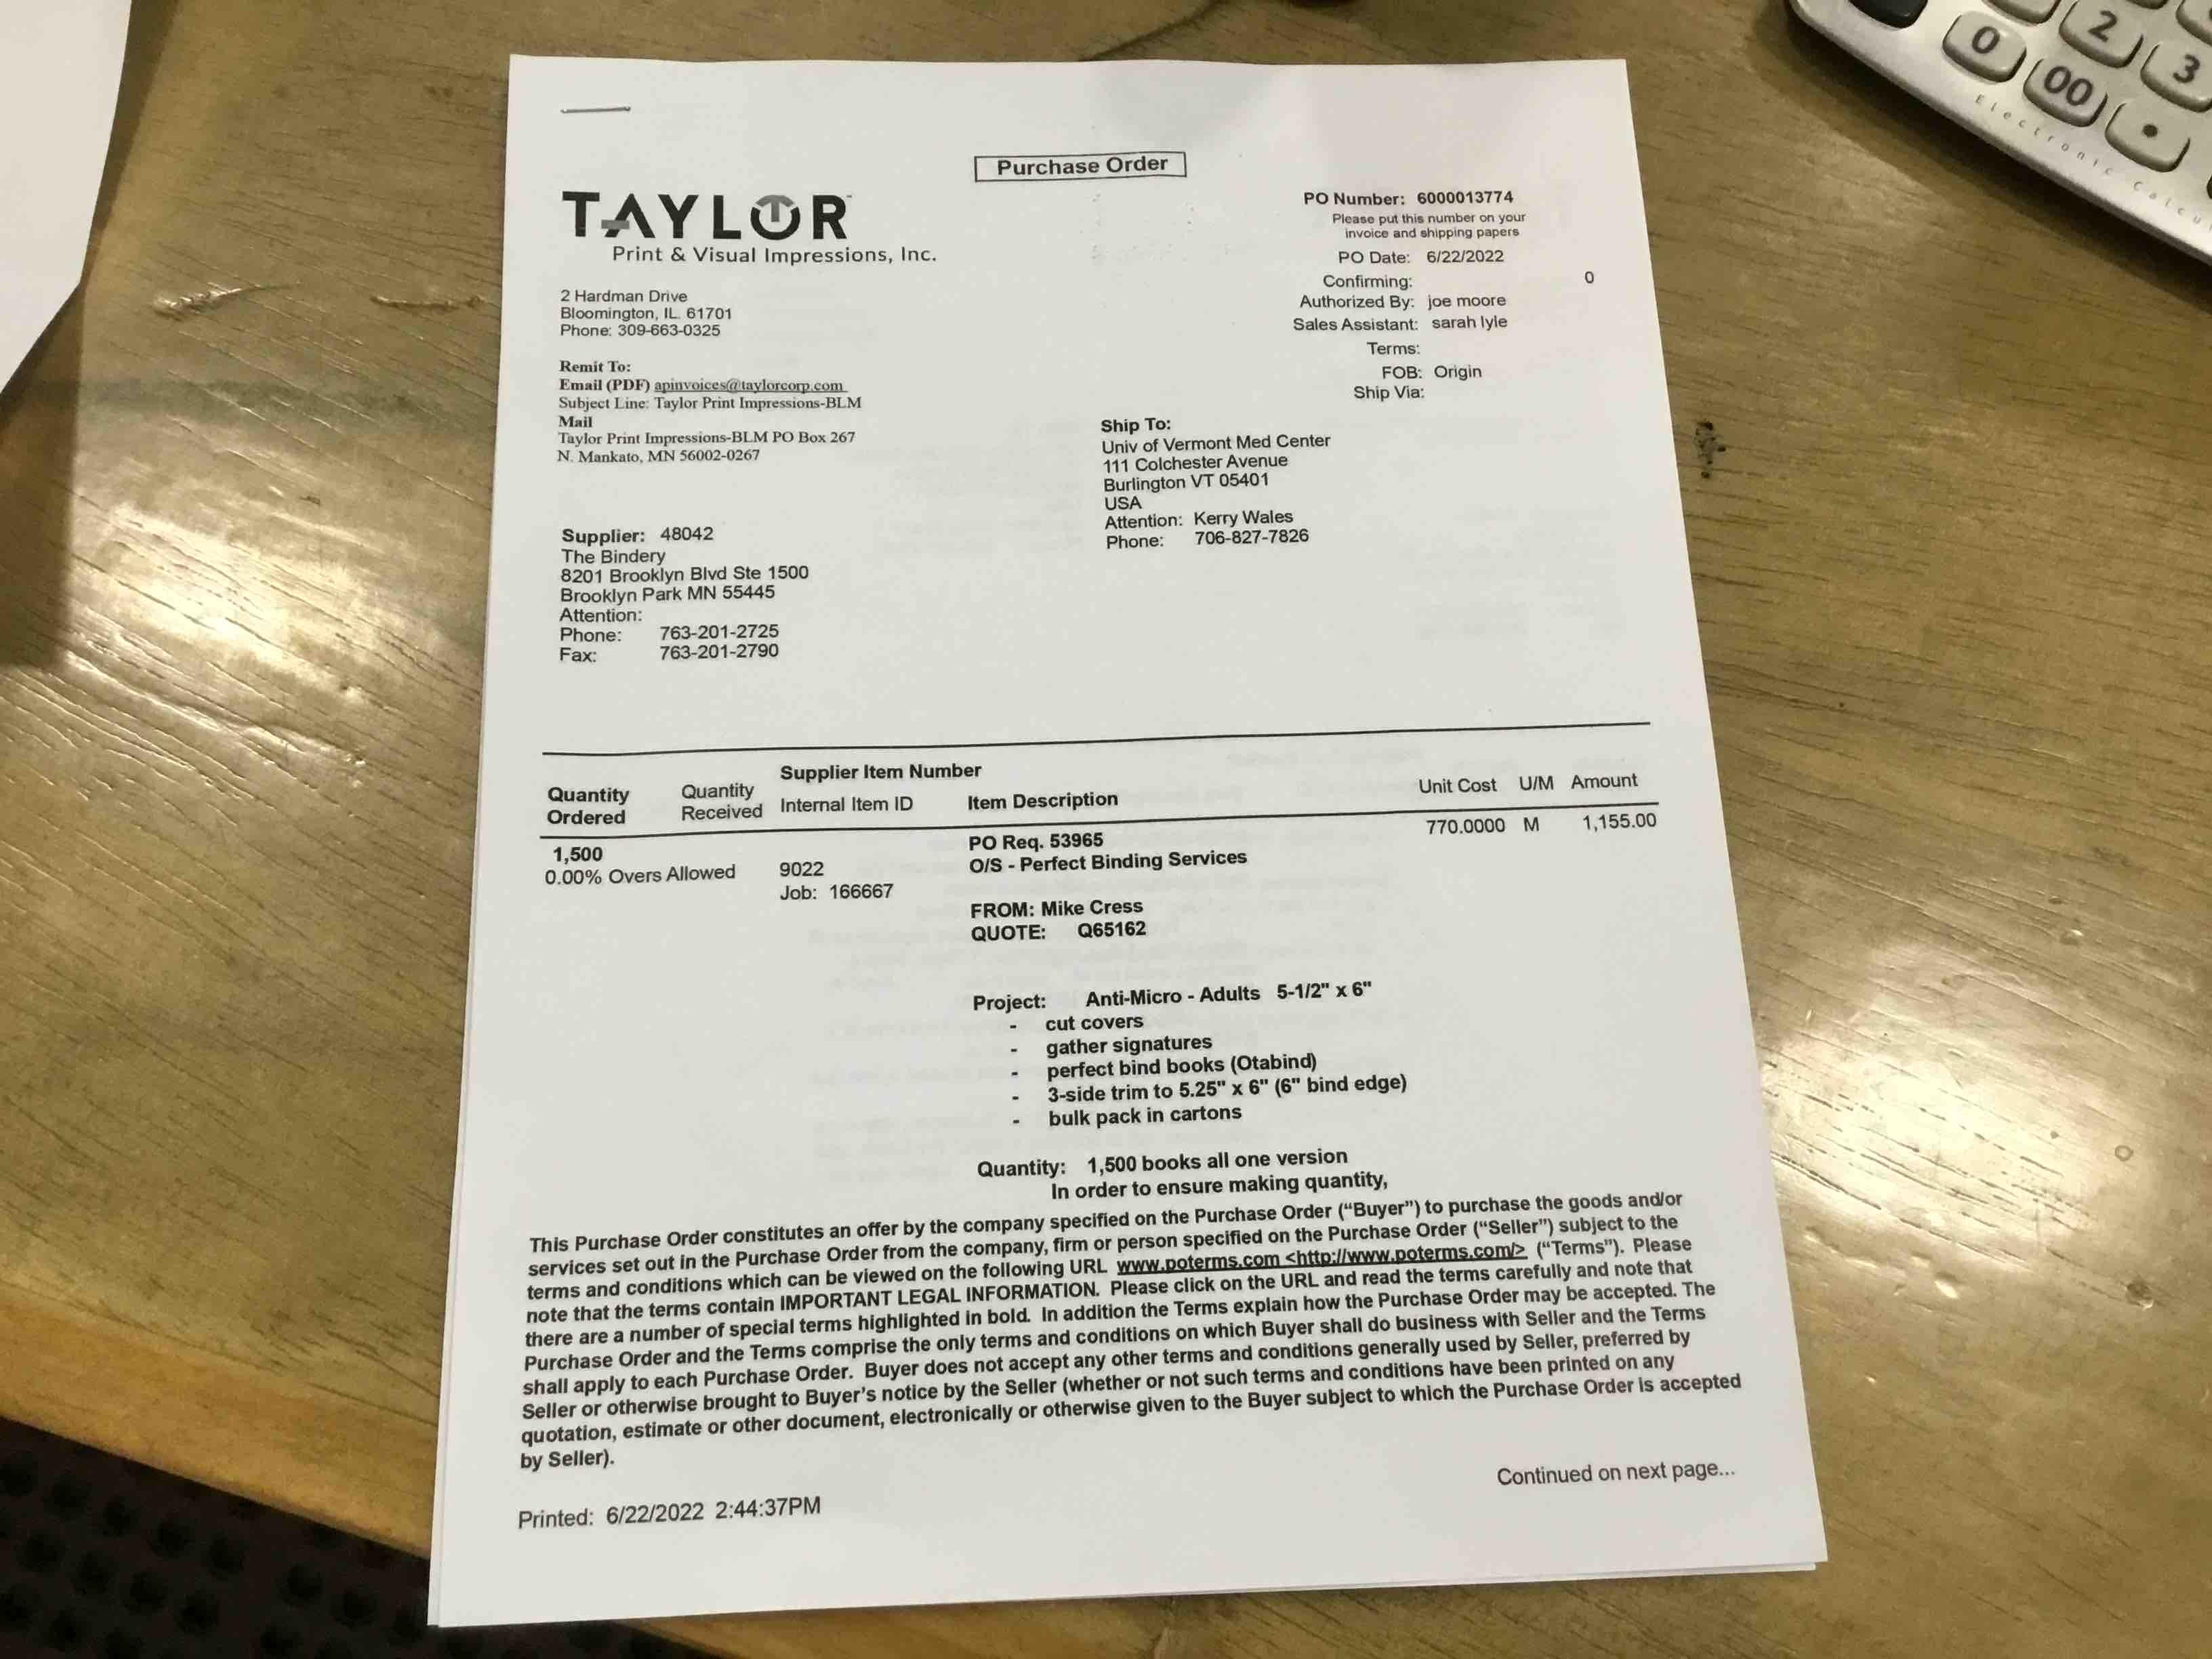 Purchase Order
TAYLOR
Print & Visual Impressions, Inc.
2 Hardman Drive
Bloomington, IL. 61701
Phone: 309-663-0325
Remit To:
Email (PDF) apinvoices@taylorcorp.com
Subject Line: Taylor Print Impressions-BLM
Mail
Taylor Print Impressions-BLM PO Box 267
N. Mankato, MN 56002-0267
PO Number: 6000013774
Please put this number on your
invoice and shipping papers
PO Date: 6/22/2022
Confirming: 0
Authorized By: joe moore
Sales Assistant: sarah lyle
Terms:
FOB: Origin
Ship Via:
Ship To:
Univ of Vermont Med Center
111 Colchester Avenue
Burlington VT 05401
USA
Attention: Kerry Wales
Phone: 706-827-7826
Supplier: 48042
The Bindery
8201 Brooklyn Blvd Ste 1500
Brooklyn Park MN 55445
Attention:
Phone: 763-201-2725
Fax: 763-201-2790
Quantity Ordered Quantity Received Supplier Item Number Internal Item ID Item Description Unit Cost U/M Amount
1,500 PO Req. 53965 770.0000 M 1,155.00
0.00% Overs Allowed 9022 O/S - Perfect Binding Services
Job: 166667
FROM: Mike Cress
QUOTE: Q65162
Project: Anti-Micro - Adults 5-1/2" x 6"
- cut covers
- gather signatures
- perfect bind books (Otabind)
- 3-side trim to 5.25" x 6" (6" bind edge)
- bulk pack in cartons
Quantity: 1,500 books all one version
In order to ensure making quantity,
This Purchase Order constitutes an offer by the company specified on the Purchase Order (“Buyer”) to purchase the goods and/or
services set out in the Purchase Order from the company, firm or person specified on the Purchase Order (“Seller”) subject to the
terms and conditions which can be viewed on the following URL www.poterms.com <http://www.poterms.com/> (“Terms”). Please
note that the terms contain IMPORTANT LEGAL INFORMATION. Please click on the URL and read the terms carefully and note that
there are a number of special terms highlighted in bold. In addition the Terms explain how the Purchase Order may be accepted. The
Purchase Order and the Terms comprise the only terms and conditions on which Buyer shall do business with Seller and the Terms
shall apply to each Purchase Order. Buyer does not accept any other terms and conditions generally used by Seller, preferred by
Seller or otherwise brought to Buyer’s notice by the Seller (whether or not such terms and conditions have been printed on any
quotation, estimate or other document, electronically or otherwise given to the Buyer subject to which the Purchase Order is accepted
by Seller).
Continued on next page...
Printed: 6/22/2022 2:44:37PM
2
0
3
00
.
Electronic Calcu